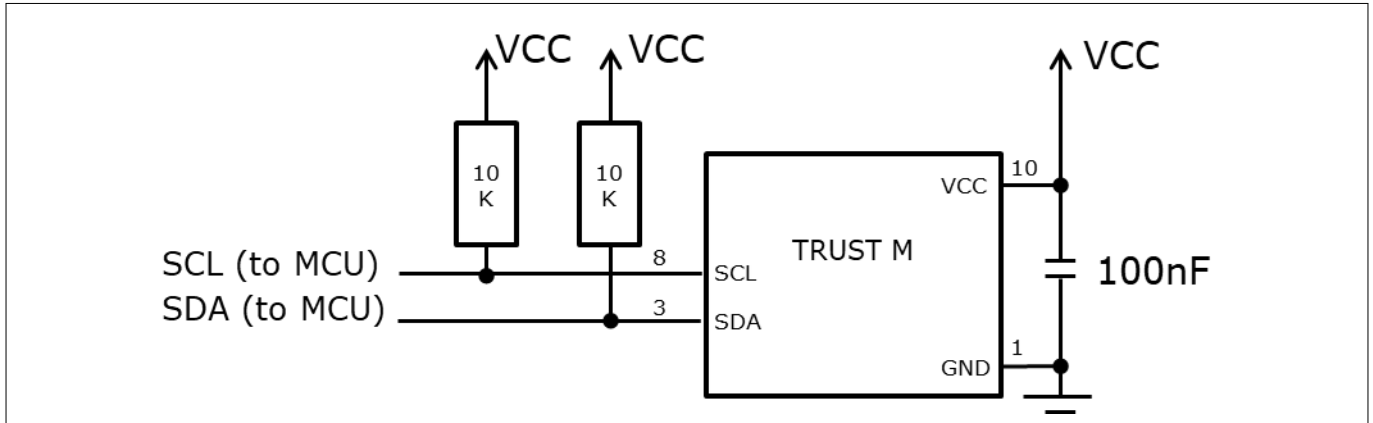 VCC
VCC
VCC
10
K
10
K
10
VCC
TRUST M
SCL (to MCU)
8
SCL
100nF
SDA (to MCU)
3
SDA
1
GND